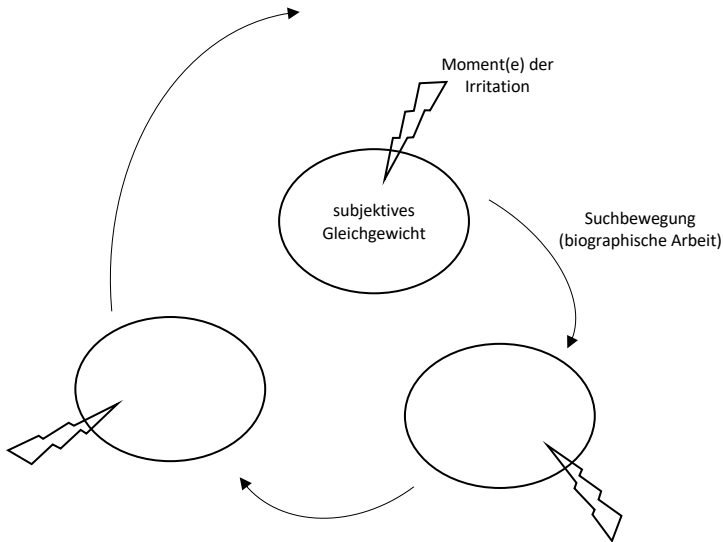 Moment(e) der
Irritation
subjektives
Gleichgewicht
Suchbewegung
(biographische Arbeit)